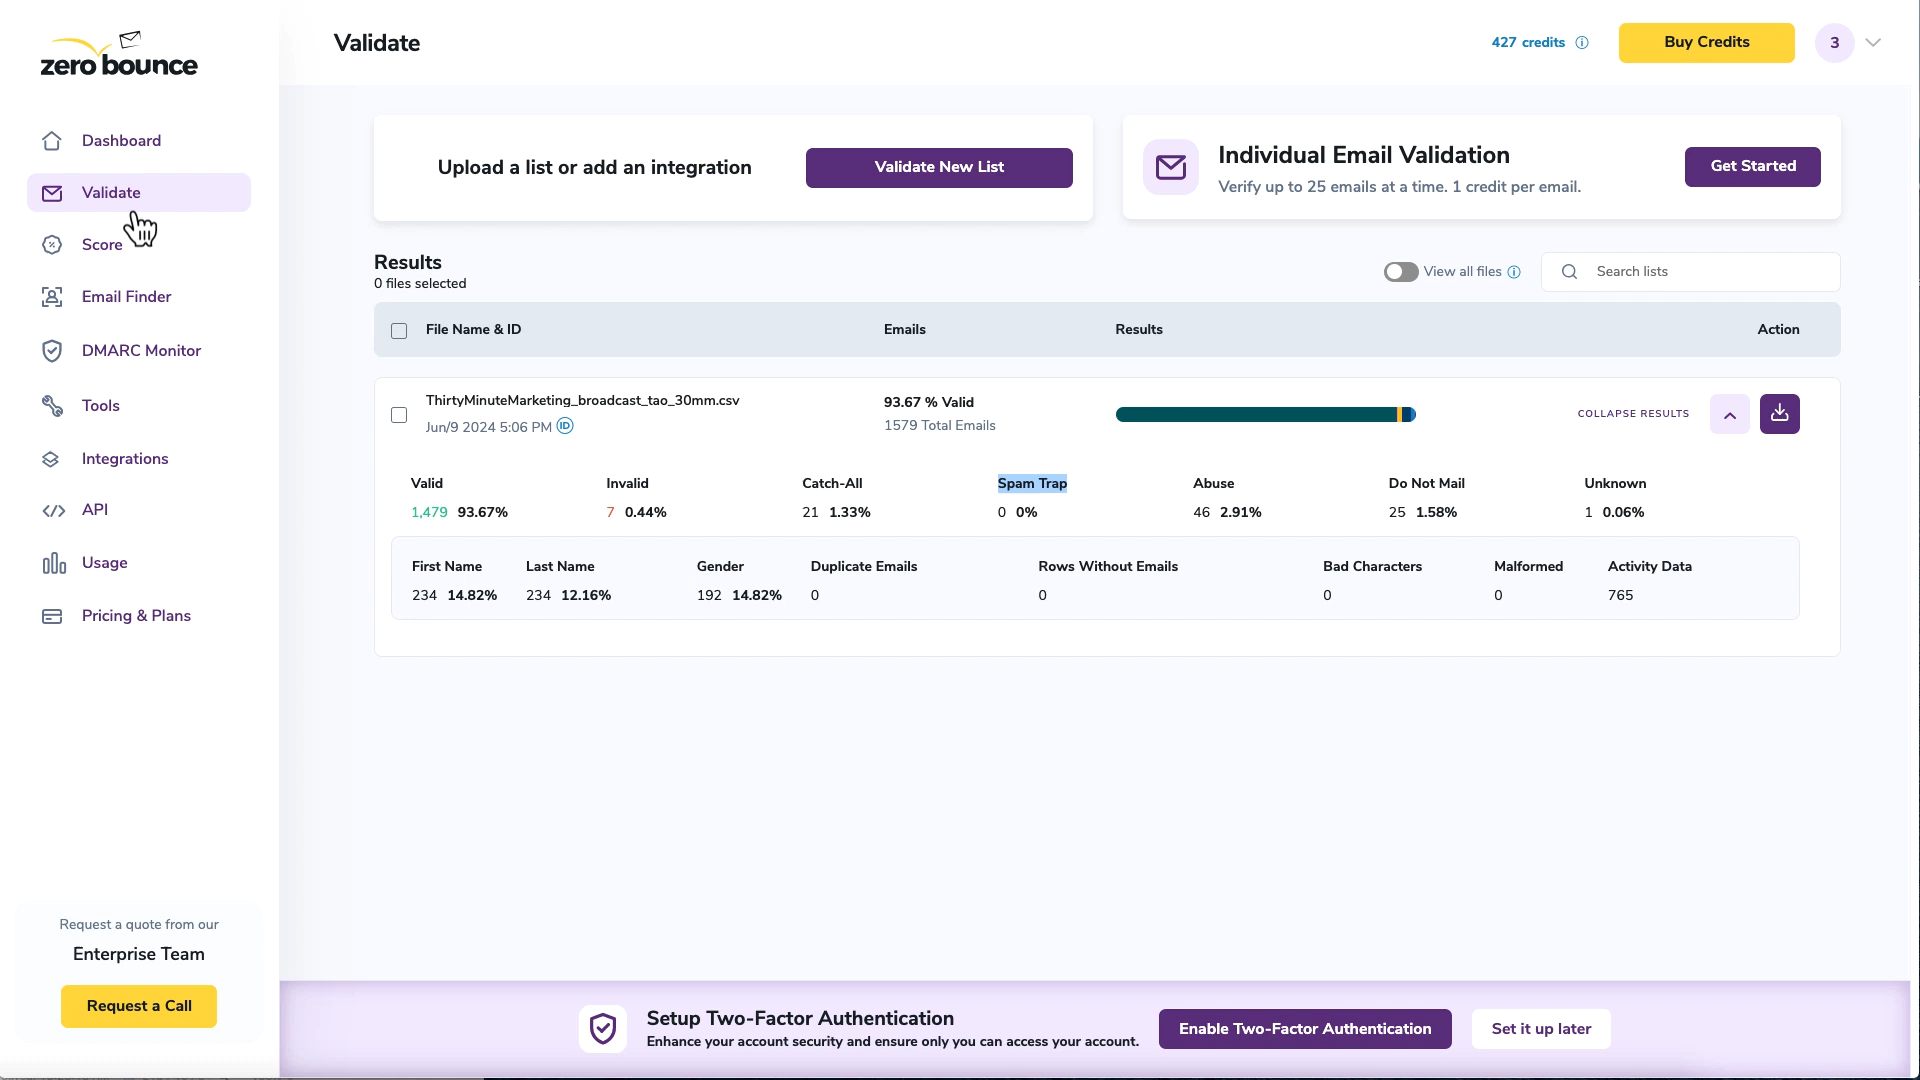 zero bounce
Validate
427 credits
Buy Credits
3
Dashboard
Validate
Score
Email Finder
DMARC Monitor
Tools
Integrations
API
Usage
Pricing & Plans
Request a quote from our
Enterprise Team
Request a Call
Upload a list or add an integration
Validate New List
Individual Email Validation
Verify up to 25 emails at a time. 1 credit per email.
Get Started
Results
0 files selected
View all files
Search lists
File Name & ID Emails Results Action
ThirtyMinuteMarketing_broadcast_tao_30mm.csv
Jun/9 2024 5:06 PM ID
93.67 % Valid
1579 Total Emails
COLLAPSE RESULTS
Valid Invalid Catch-All Spam Trap Abuse Do Not Mail Unknown
1,479 93.67% 7 0.44% 21 1.33% 0 0% 46 2.91% 25 1.58% 1 0.06%
First Name Last Name Gender Duplicate Emails Rows Without Emails Bad Characters Malformed Activity Data
234 14.82% 234 12.16% 192 14.82% 0 0 0 0 765
Setup Two-Factor Authentication
Enhance your account security and ensure only you can access your account.
Enable Two-Factor Authentication
Set it up later